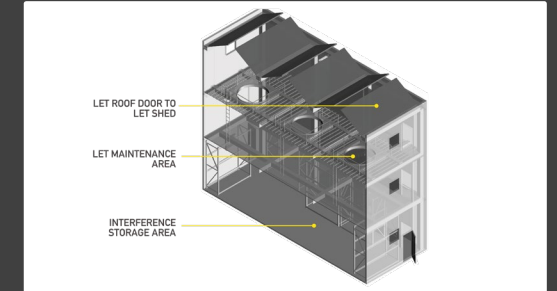 LET ROOF DOOR TO
LET SHED
LET MAINTENANCE
AREA
INTERFERENCE
STORAGE AREA